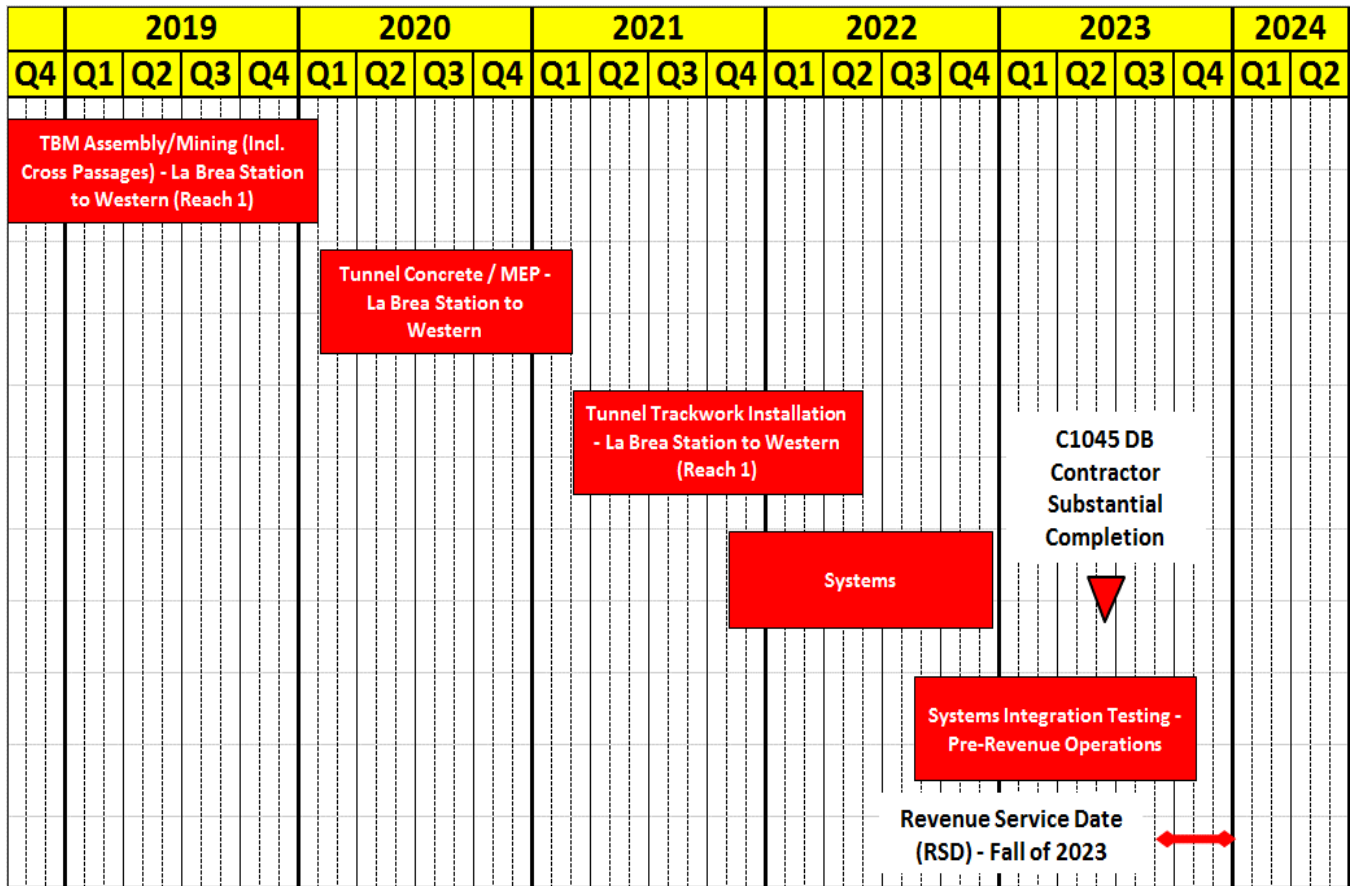 2019 2020 2021 2022 2023 2024
Q4 Q1 Q2 Q3 Q4 Q1 Q2 Q3 Q4 Q1 Q2 Q3 Q4 Q1 Q2 Q3 Q4 Q1 Q2 Q3 Q4 Q1 Q2
TBM Assembly/Mining (Incl.
Cross Passages) - La Brea Station
to Western (Reach 1)
Tunnel Concrete / MEP -
La Brea Station to
Western
Tunnel Trackwork Installation
- La Brea Station to Western
(Reach 1)
C1045 DB
Contractor
Substantial
Completion
Systems
Systems Integration Testing -
Pre-Revenue Operations
Revenue Service Date
(RSD) - Fall of 2023